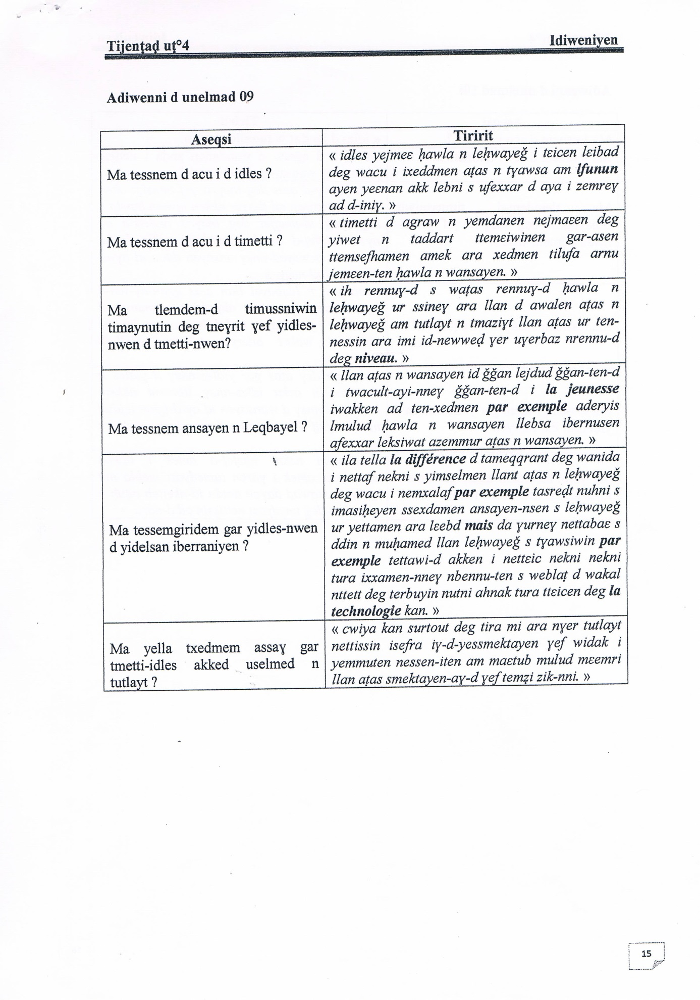 Tijenṭaḍ uṭ°4
Idiweniyen
Adiwenni d unelmad 09
Aseqsi
Tiririt
Ma tessnem d acu i d idles ?
« idles yejmeɛ ḥawla n leḥwayeǧ i tɛicen lɛibad
deg wacu i ixeddmen aṭas n tɣawsa am lfunun
ayen yeɛnan akk lebni s ufexxar d aya i zemreɣ
ad d-iniɣ. »
Ma tessnem d acu i d timetti ?
« timetti d agraw n yemdanen nejmaɛen deg
yiwet n taddart ttemɛiwinen gar-asen
ttemsefhamen amek ara xedmen tilufa arnu
jemɛen-ten ḥawla n wansayen. »
Ma tlemdem-d timussniwin
timaynutin deg tneɣrit ɣef yidles-
nwen d tmetti-nwen?
« ih rennuɣ-d s waṭas rennuɣ-d ḥawla n
leḥwayeǧ ur ssineɣ ara llan d awalen aṭas n
leḥwayeǧ am tutlayt n tmaziɣt llan aṭas ur ten-
nessin ara imi id-newweḍ ɣer uɣerbaz nrennu-d
deg niveau. »
Ma tessnem ansayen n Leqbayel ?
« llan aṭas n wansayen id ǧǧan lejdud ǧǧan-ten-d
i twacult-ayi-nneɣ ǧǧan-ten-d i la jeunesse
iwakken ad ten-xedmen par exemple aderyis
lmulud ḥawla n wansayen llebsa ibernusen
afexxar leksiwat azemmur aṭas n wansayen. »
Ma tessemgiridem gar yidles-nwen
d yidelsan iberraniyen ?
« ila tella la différence d tameqqrant deg wanida
i nettaf nekni s yimselmen llant aṭas n leḥwayeǧ
deg wacu i nemxalaf par exemple tasreḍt nuhni s
imasiḥeyen ssexdamen ansayen-nsen s leḥwayeǧ
ur yettamen ara lɛebd mais da ɣurneɣ nettabaɛ s
ddin n muḥamed llan leḥwayeǧ s tɣawsiwin par
exemple tettawi-d akken i nettɛic nekni nekni
tura ixxamen-nneɣ nbennu-ten s weblaṭ d wakal
nttett deg terbuyin nutni ahnak tura ttɛicen deg la
technologie kan. »
Ma yella txedmem assaɣ gar
tmetti-idles akked uselmed n
tutlayt ?
« cwiya kan surtout deg tira mi ara nɣer tutlayt
nettissin isefra iɣ-d-yessmektayen ɣef widak i
yemmuten nessen-iten am maɛtub mulud mɛemri
llan aṭas smektayen-aɣ-d ɣef temẓi zik-nni. »
15